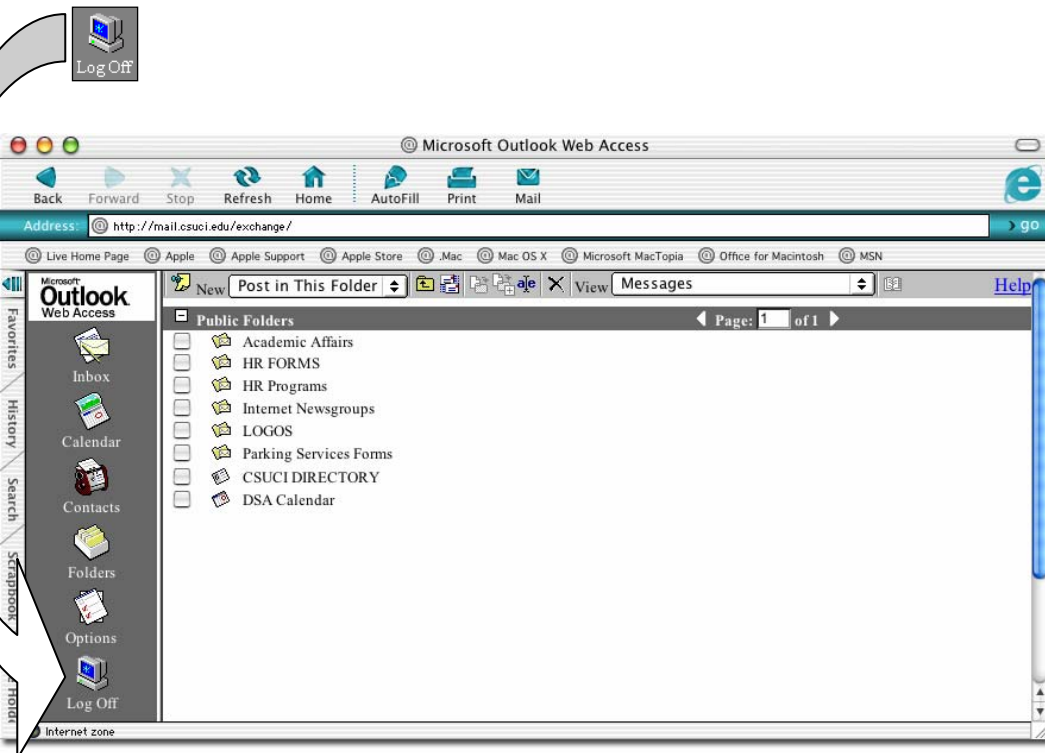 Log Off
Microsoft Outlook Web Access
Back Forward Stop Refresh Home AutoFill Print Mail
Address: http://mail.csuci.edu/exchange/ go
Live Home Page Apple Apple Support Apple Store .Mac Mac OS X Microsoft MacTopia Office for Macintosh MSN
Microsoft
Outlook
Web Access
New Post in This Folder View Messages Help
Public Folders Page: 1 of 1
Academic Affairs
HR FORMS
HR Programs
Internet Newsgroups
LOGOS
Parking Services Forms
CSUCI DIRECTORY
DSA Calendar
Favorites
History
Search
Scrapbook
Inbox
Calendar
Contacts
Folders
Options
Log Off
Internet zone